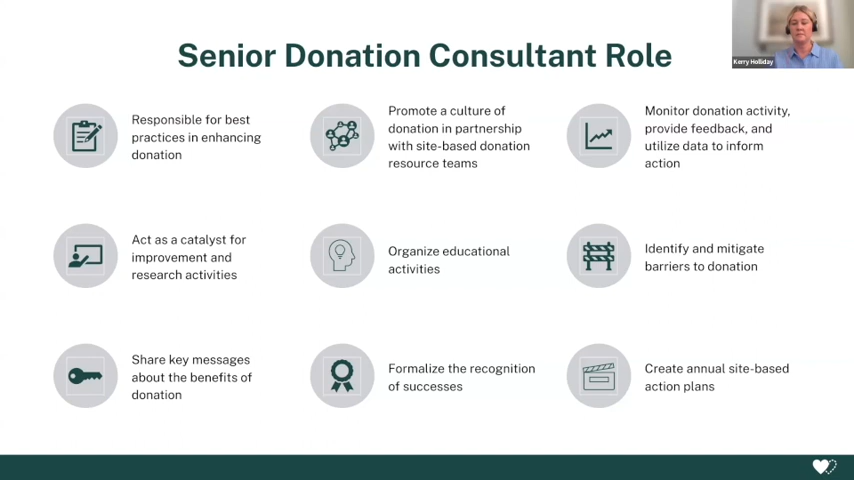 Senior Donation Consultant Role
Kerry Holliday
Responsible for best
practices in enhancing
donation
Promote a culture of
donation in partnership
with site-based donation
resource teams
Monitor donation activity,
provide feedback, and
utilize data to inform
action
Act as a catalyst for
improvement and
research activities
Organize educational
activities
Identify and mitigate
barriers to donation
Share key messages
about the benefits of
donation
Formalize the recognition
of successes
Create annual site-based
action plans